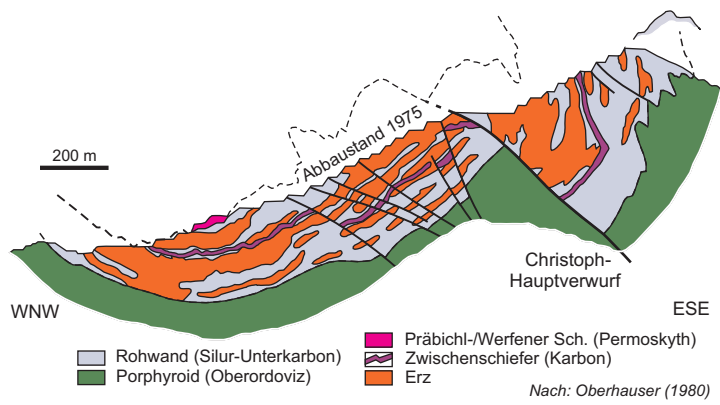 Abbaustand 1975
200 m
Christoph-
Hauptverwurf
WNW
ESE
Rohwand (Silur-Unterkarbon)
Porphyroid (Oberordoviz)
Präbichl-/Werfener Sch. (Permoskyth)
Zwischenschiefer (Karbon)
Erz
Nach: Oberhauser (1980)